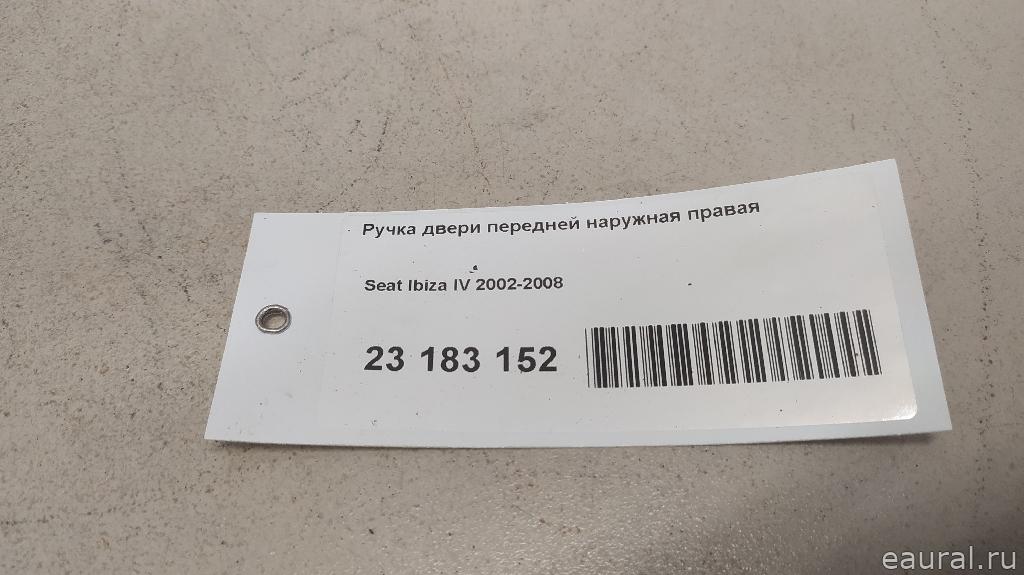 Ручка двери передней наружная правая
Seat Ibiza IV 2002-2008
23 183 152
eaural.ru